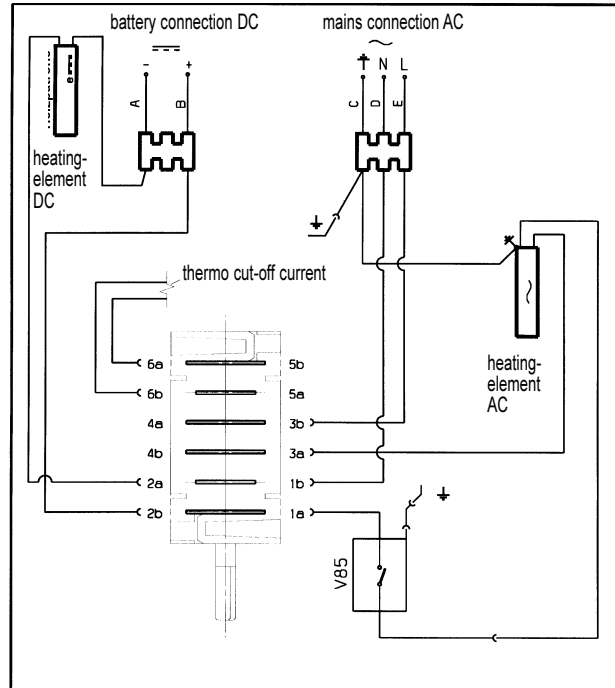 battery connection DC
mains connection AC
- +
N L
A
B
C
D
E
heating-
element
DC
thermo cut-off current
heating-
element
AC
6a
5b
6b
5a
4a
3b
4b
3a
2a
1b
2b
1a
V85